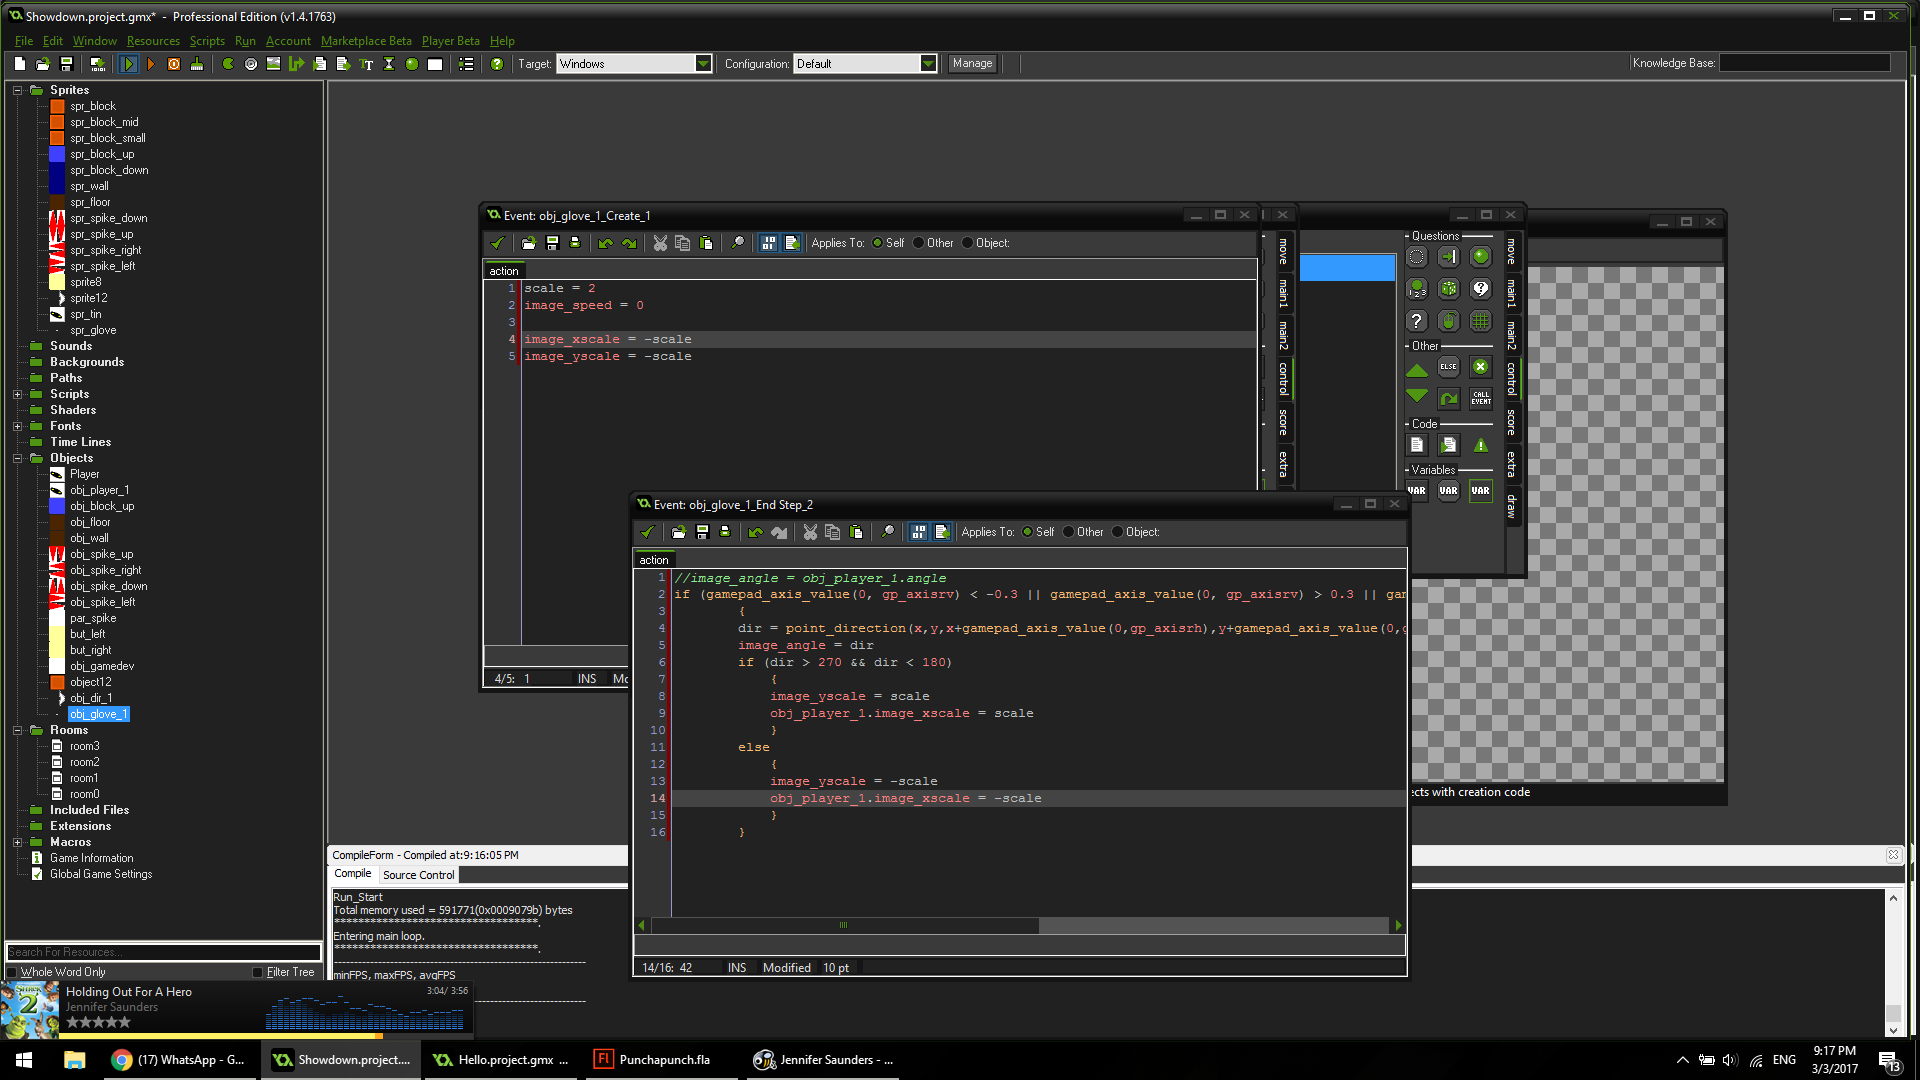 Showdown.project.gmx*  -  Professional Edition (v1.4.1763)
File Edit Window Resources Scripts Run Account Marketplace Beta Player Beta Help
Target: Windows Configuration: Default Manage Knowledge Base:
Sprites
spr_block
spr_block_mid
spr_block_small
spr_block_up
spr_block_down
spr_wall
spr_floor
spr_spike_down
spr_spike_up
spr_spike_right
spr_spike_left
sprite8
sprite12
spr_tin
spr_glove
Sounds
Backgrounds
Paths
Scripts
Shaders
Fonts
Time Lines
Objects
Player
obj_player_1
obj_block_up
obj_floor
obj_wall
obj_spike_up
obj_spike_right
obj_spike_down
obj_spike_left
par_spike
but_left
but_right
obj_gamedev
object12
obj_dir_1
obj_glove_1
Rooms
room3
room2
room1
room0
Included Files
Extensions
Macros
Game Information
Global Game Settings
Search For Resources...
Whole Word Only Filter Tree
Event: obj_glove_1_Create_1
Applies To: Self Other Object:
action
1 scale = 2
2 image_speed = 0
3
4 image_xscale = -scale
5 image_yscale = -scale
4/5: 1 INS Mo
move
main1
main2
control
score
extra
Questions
Other
ELSE
CALL EVENT
Code
Variables
VAR VAR VAR
move
main1
main2
control
score
extra
draw
ects with creation code
Event: obj_glove_1_End Step_2
Applies To: Self Other Object:
action
1 //image_angle = obj_player_1.angle
2 if (gamepad_axis_value(0, gp_axisrv) < -0.3 || gamepad_axis_value(0, gp_axisrv) > 0.3 || gam
3 {
4 dir = point_direction(x,y,x+gamepad_axis_value(0,gp_axisrh),y+gamepad_axis_value(0,g
5 image_angle = dir
6 if (dir > 270 && dir < 180)
7 {
8 image_yscale = scale
9 obj_player_1.image_xscale = scale
10 }
11 else
12 {
13 image_yscale = -scale
14 obj_player_1.image_xscale = -scale
15 }
16 }
14/16: 42 INS Modified 10 pt
CompileForm - Compiled at:9:16:05 PM
Compile Source Control
Run_Start
Total memory used = 591771(0x0009079b) bytes
***********************************.
Entering main loop.
***********************************.
minFPS, maxFPS, avgFPS
SHREK 2
Holding Out For A Hero
3:04/ 3:56
Jennifer Saunders
(17) WhatsApp - G... Showdown.project.... Hello.project.gmx ... Fl Punchapunch.fla Jennifer Saunders - ...
ENG
9:17 PM
3/3/2017
13